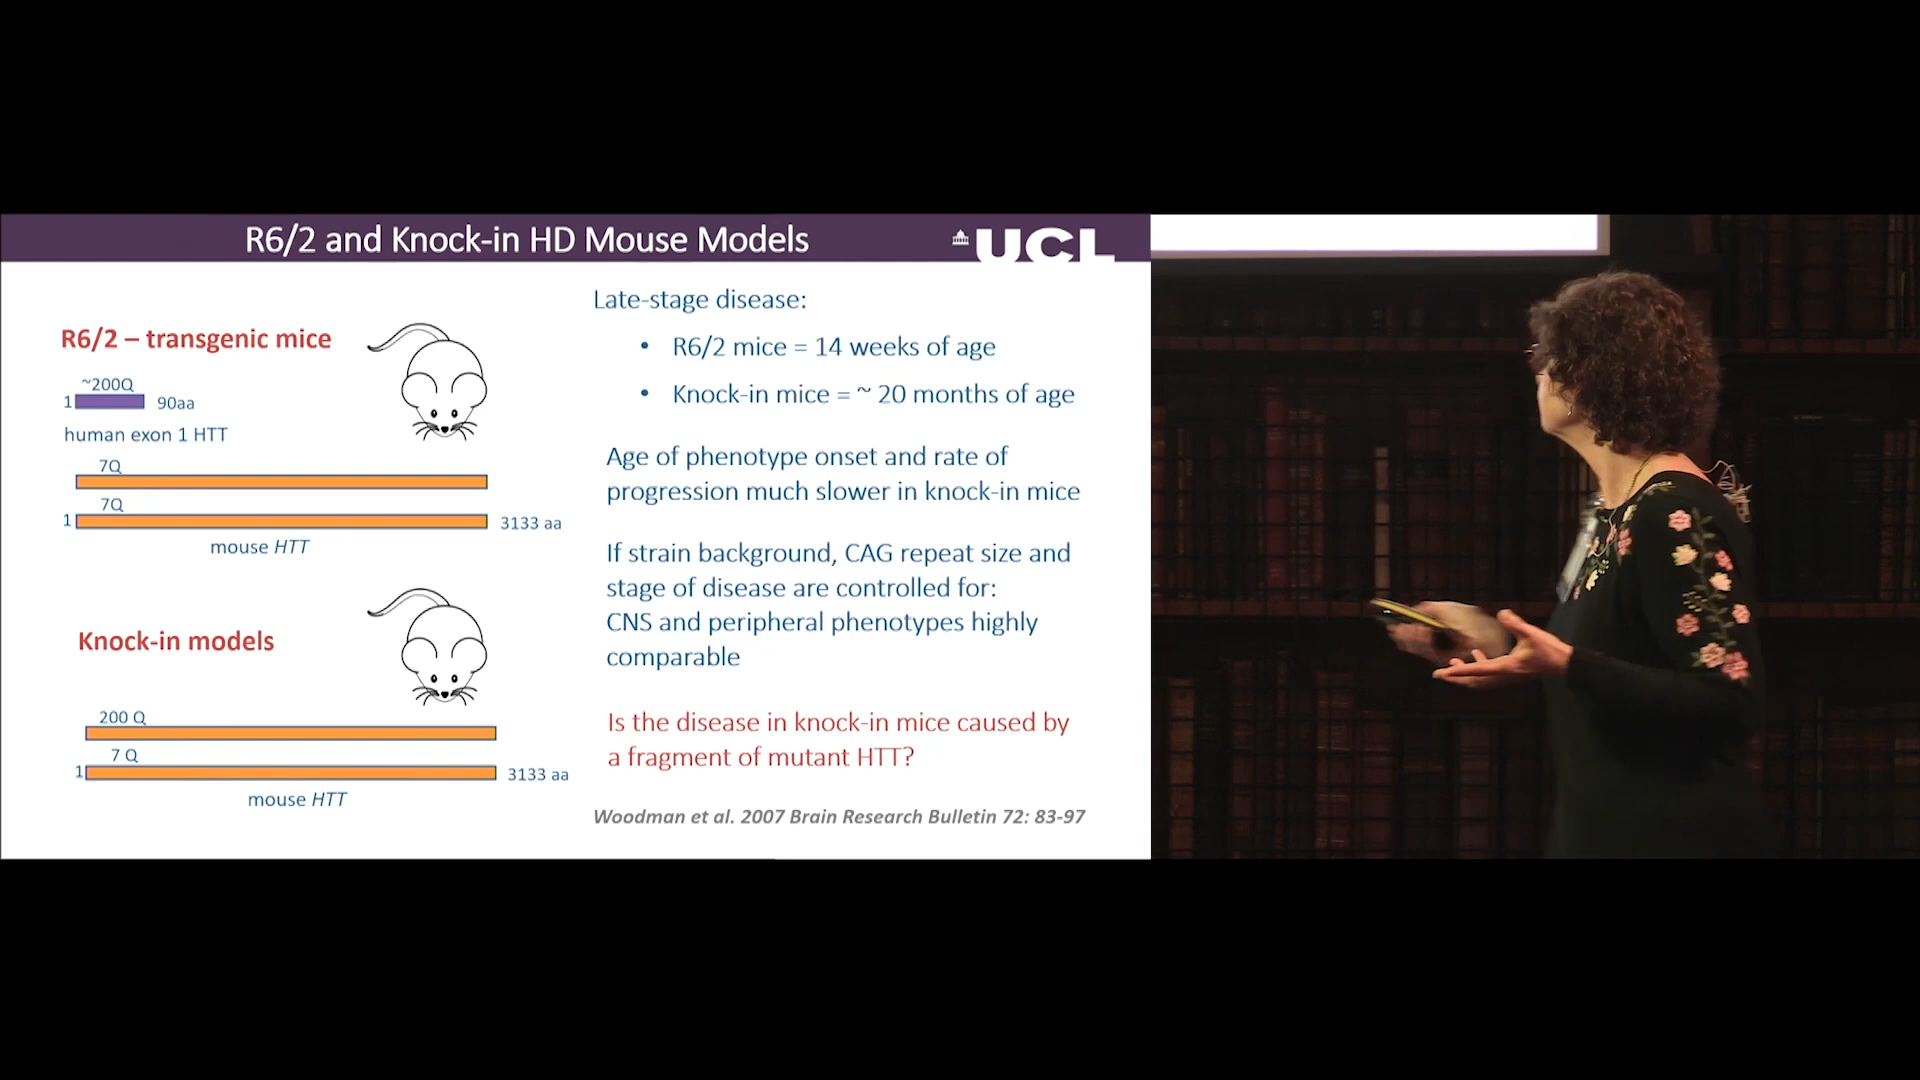 R6/2 and Knock-in HD Mouse Models
UCL
R6/2 – transgenic mice
~200Q
1
90aa
human exon 1 HTT
7Q
7Q
1
3133 aa
mouse HTT
Knock-in models
200 Q
7 Q
1
3133 aa
mouse HTT
Late-stage disease:
• R6/2 mice = 14 weeks of age
• Knock-in mice = ~ 20 months of age
Age of phenotype onset and rate of
progression much slower in knock-in mice
If strain background, CAG repeat size and
stage of disease are controlled for:
CNS and peripheral phenotypes highly
comparable
Is the disease in knock-in mice caused by
a fragment of mutant HTT?
Woodman et al. 2007 Brain Research Bulletin 72: 83-97